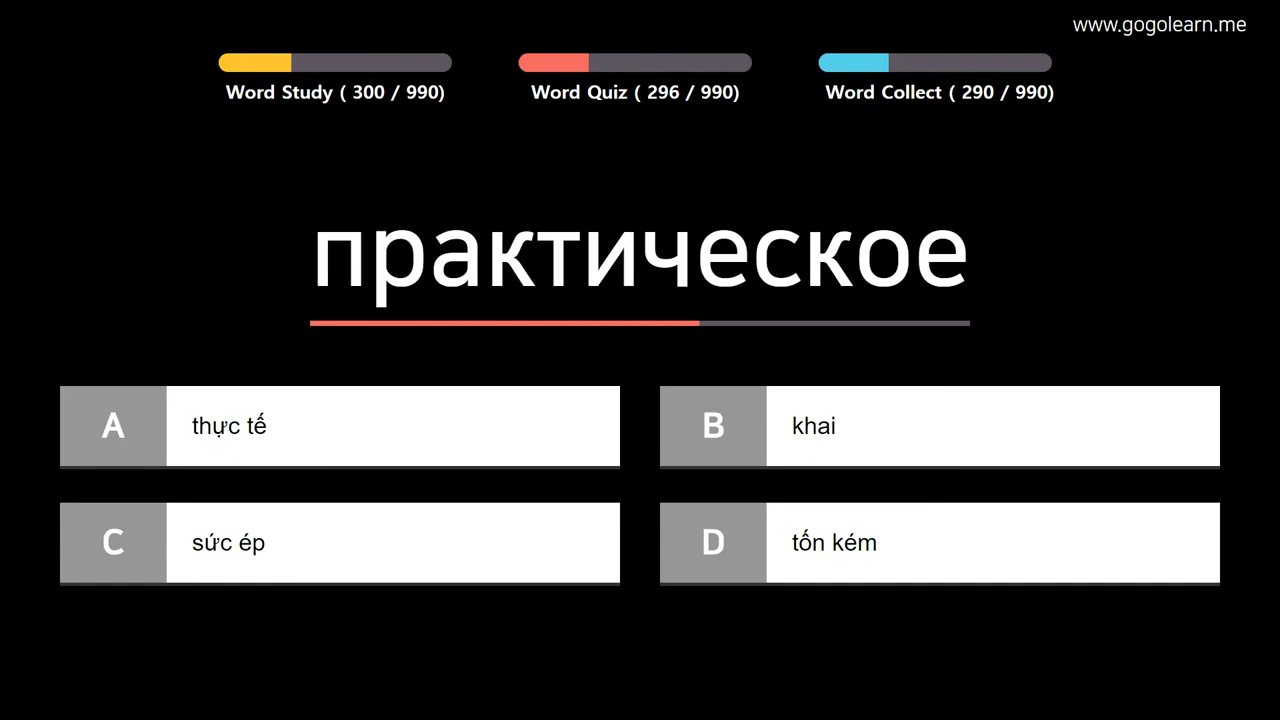 www.gogolearn.me
Word Study ( 300 / 990)
Word Quiz ( 296 / 990)
Word Collect ( 290 / 990)
практическое
A thực tế
B khai
C sức ép
D tốn kém